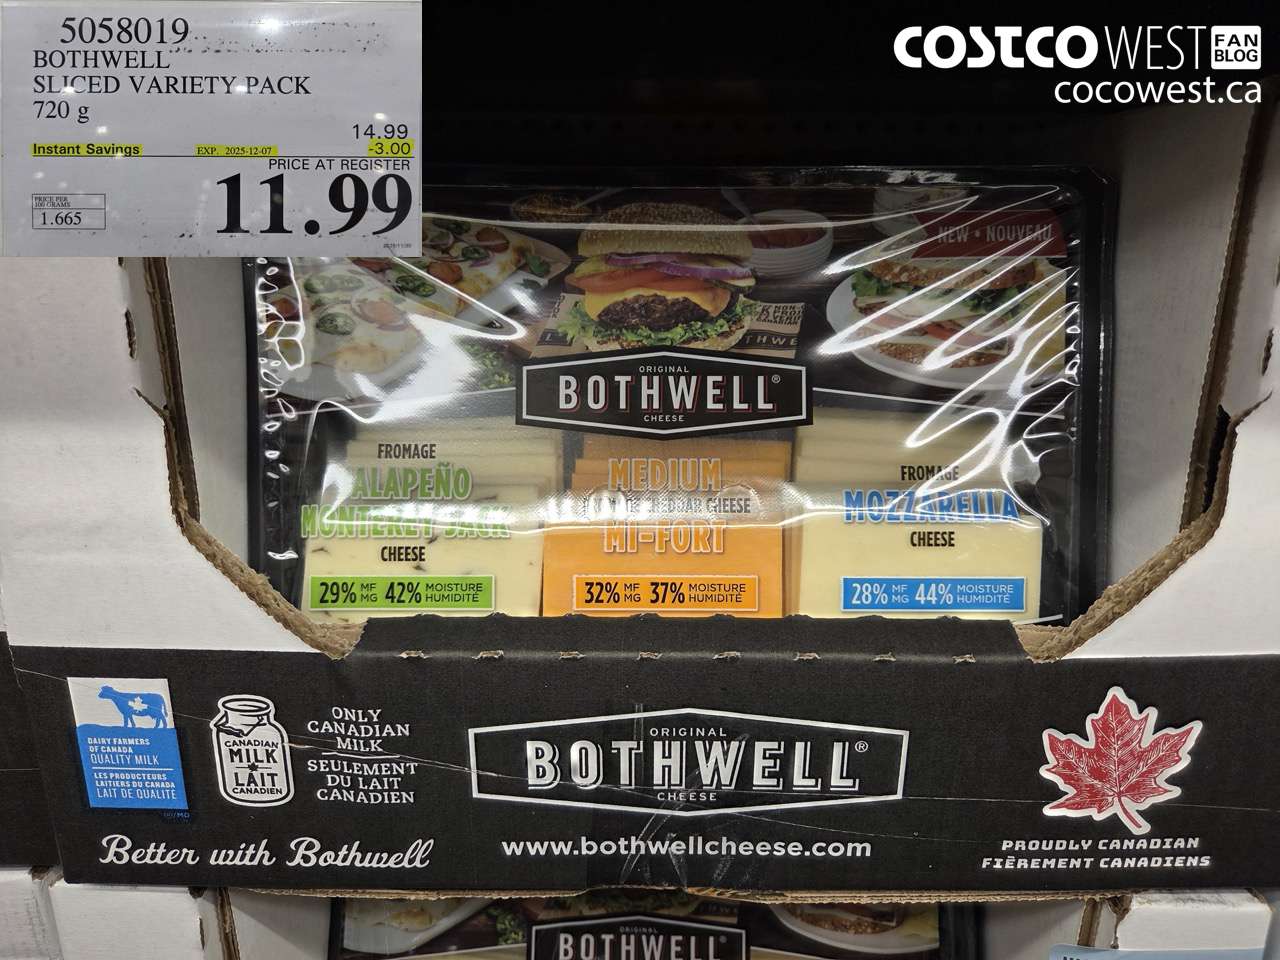 5058019
BOTHWELL
SLICED VARIETY PACK
720 g
14.99
Instant Savings EXP. 2025-12-07 -3.00
PRICE AT REGISTER
PRICE PER
100 GRAMS
1.665
11.99
COSTCO WEST FAN BLOG
cocowest.ca
NEW • NOUVEAU
ORIGINAL
BOTHWELL®
CHEESE
FROMAGE
JALAPEÑO
MONTEREY JACK
CHEESE
29% MF MG 42% MOISTURE HUMIDITÉ
MEDIUM
CHEDDAR CHEESE
MI-FORT
32% MF MG 37% MOISTURE HUMIDITÉ
FROMAGE
MOZZARELLA
CHEESE
28% MF MG 44% MOISTURE HUMIDITÉ
DAIRY FARMERS
OF CANADA
QUALITY MILK
LES PRODUCTEURS
LAITIERS DU CANADA
LAIT DE QUALITÉ
CANADIAN
MILK
LAIT
CANADIEN
ONLY
CANADIAN
MILK
SEULEMENT
DU LAIT
CANADIEN
Better with Bothwell
ORIGINAL
BOTHWELL®
CHEESE
www.bothwellcheese.com
PROUDLY CANADIAN
FIÈREMENT CANADIENS
ORIGINAL
BOTHWELL®